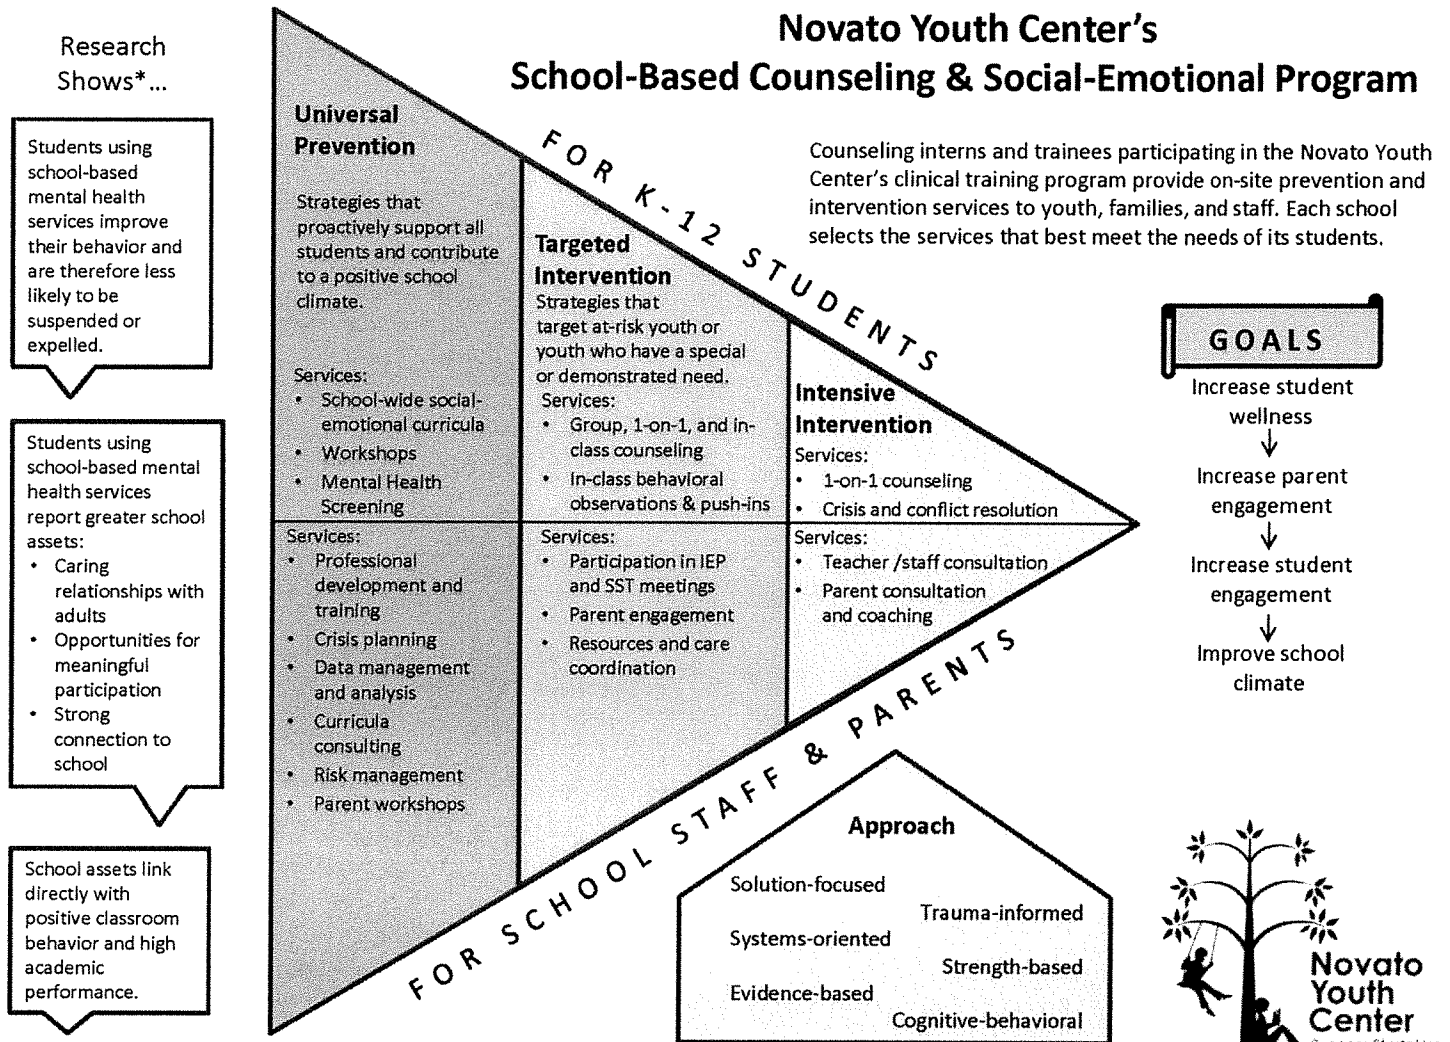 Novato Youth Center's
School-Based Counseling & Social-Emotional Program
Counseling interns and trainees participating in the Novato Youth
Center's clinical training program provide on-site prevention and
intervention services to youth, families, and staff. Each school
selects the services that best meet the needs of its students.
Research
Shows*...
Students using
school-based
mental health
services improve
their behavior and
are therefore less
likely to be
suspended or
expelled.
Students using
school-based mental
health services
report greater school
assets:
• Caring
relationships with
adults
• Opportunities for
meaningful
participation
• Strong
connection to
school
School assets link
directly with
positive classroom
behavior and high
academic
performance.
FOR K-12 STUDENTS
Universal
Prevention
Strategies that
proactively support all
students and contribute
to a positive school
climate.
Services:
• School-wide social-
emotional curricula
• Workshops
• Mental Health
Screening
Targeted
Intervention
Strategies that
target at-risk youth or
youth who have a special
or demonstrated need.
Services:
• Group, 1-on-1, and in-
class counseling
• In-class behavioral
observations & push-ins
Intensive
Intervention
Services:
• 1-on-1 counseling
• Crisis and conflict resolution
Services:
• Professional
development and
training
• Crisis planning
• Data management
and analysis
• Curricula
consulting
• Risk management
• Parent workshops
Services:
• Participation in IEP
and SST meetings
• Parent engagement
• Resources and care
coordination
Services:
• Teacher /staff consultation
• Parent consultation
and coaching
FOR SCHOOL STAFF & PARENTS
GOALS
Increase student
wellness
Increase parent
engagement
Increase student
engagement
Improve school
climate
Approach
Solution-focused
Trauma-informed
Systems-oriented
Strength-based
Evidence-based
Cognitive-behavioral
Novato
Youth
Center